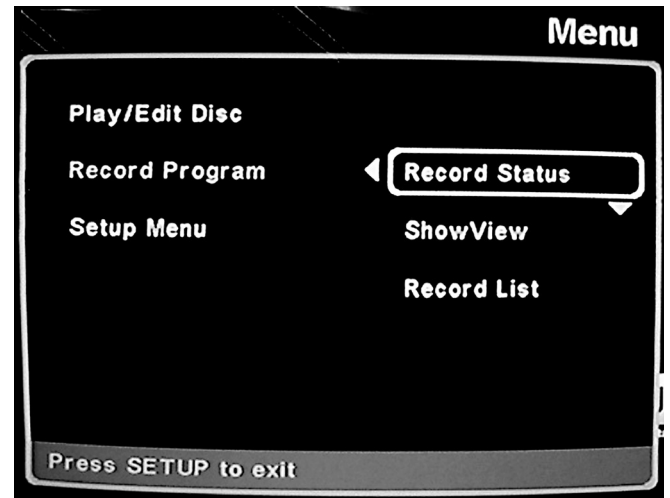 Menu
Play/Edit Disc
Record Program
Record Status
Setup Menu
ShowView
Record List
Press SETUP to exit